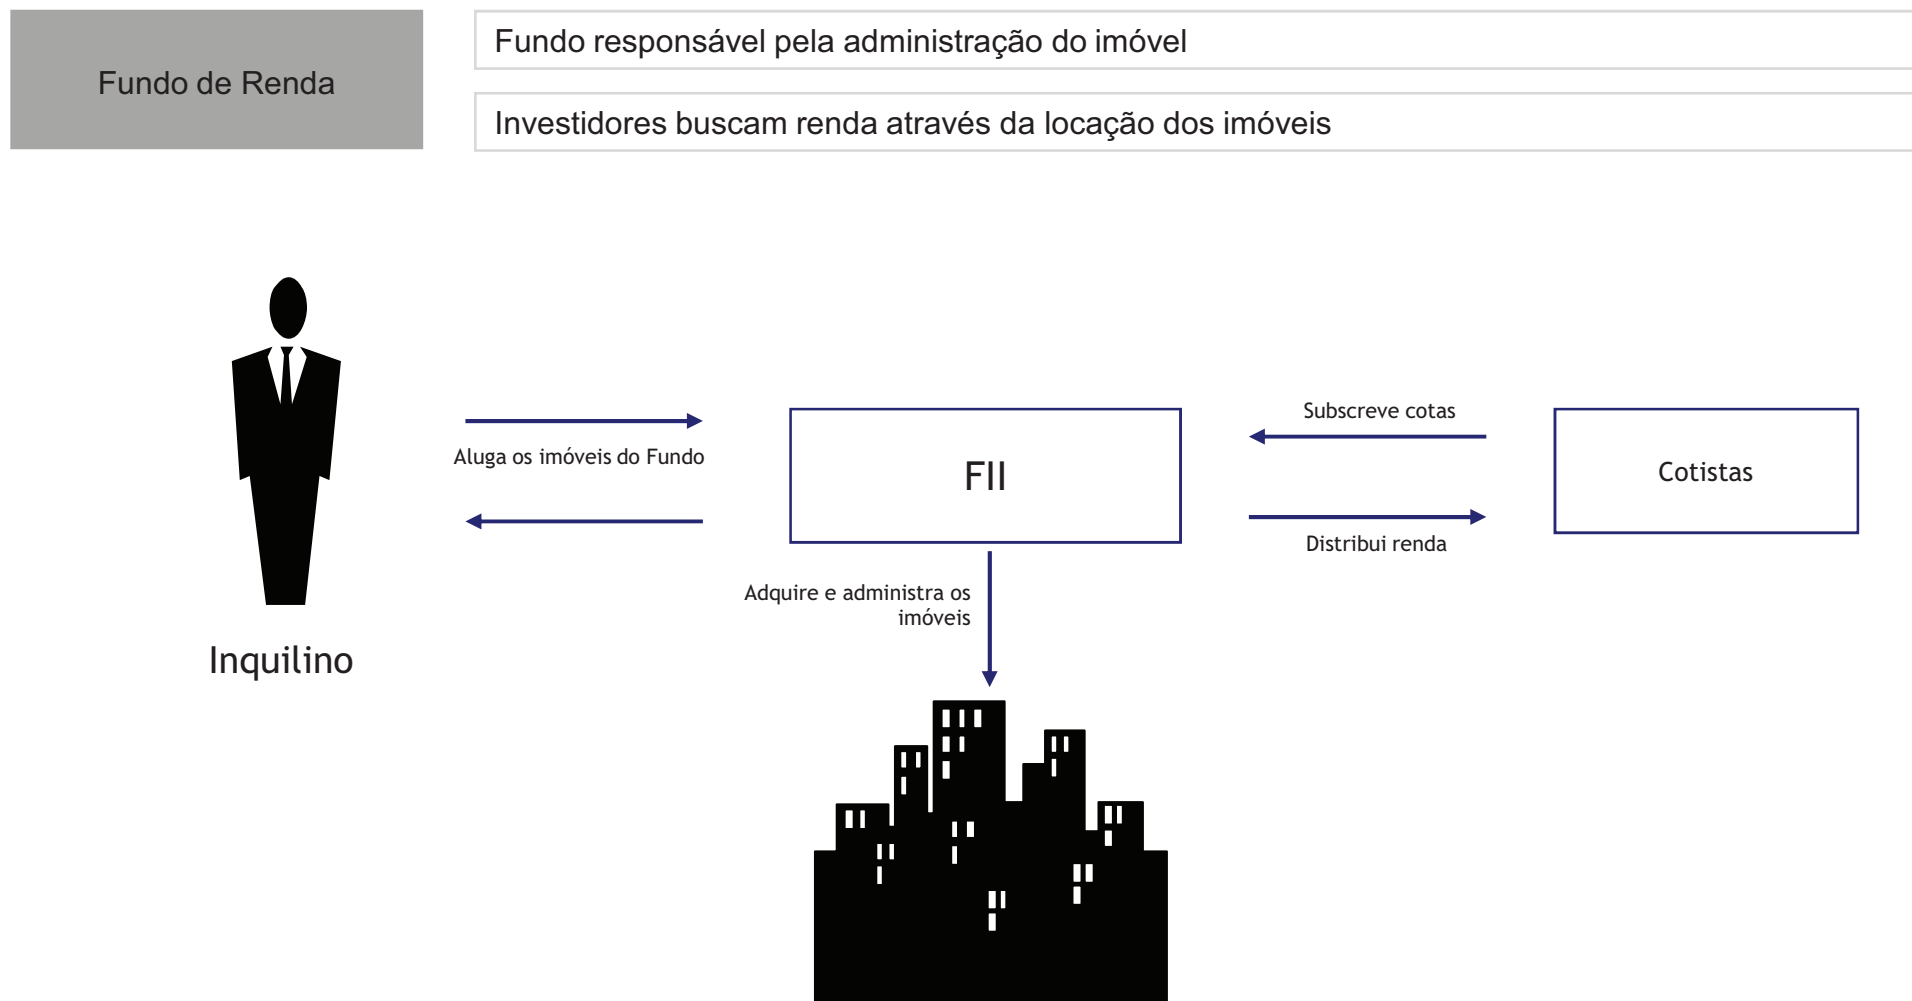 Fundo de Renda
Fundo responsável pela administração do imóvel
Investidores buscam renda através da locação dos imóveis
Aluga os imóveis do Fundo
FII
Subscreve cotas
Cotistas
Distribui renda
Adquire e administra os
imóveis
Inquilino